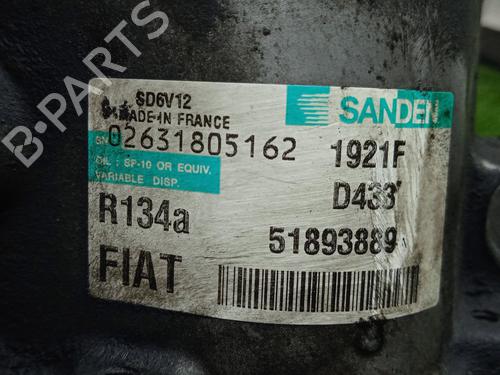 SD6V12
MADE IN FRANCE
SANDEN
SN 02631805162
1921F
OIL : SP-10 OR EQUIV.
VARIABLE DISP.
D433
R134a
51893889
FIAT
B-PARTS